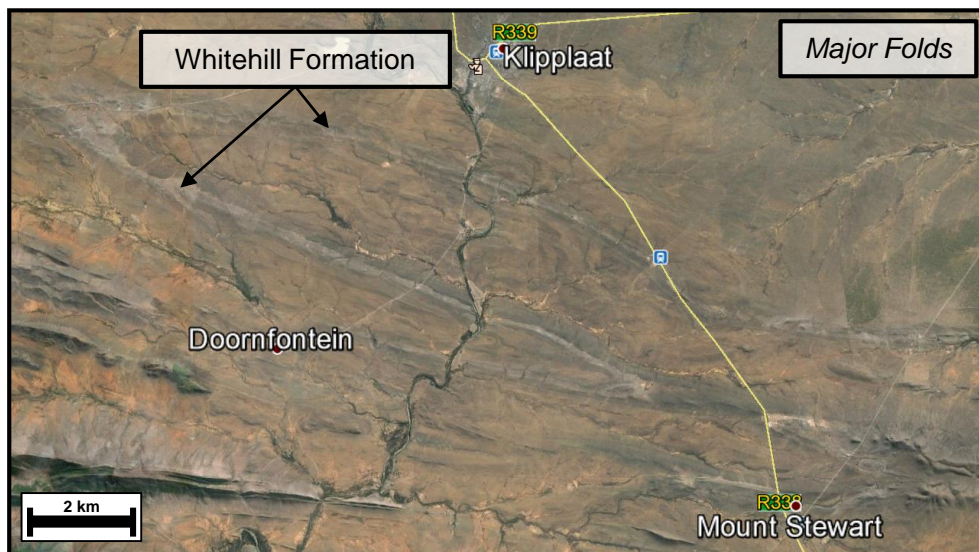 R339
Whitehill Formation
Klipplaat
Major Folds
Doornfontein
2 km
R338
Mount Stewart